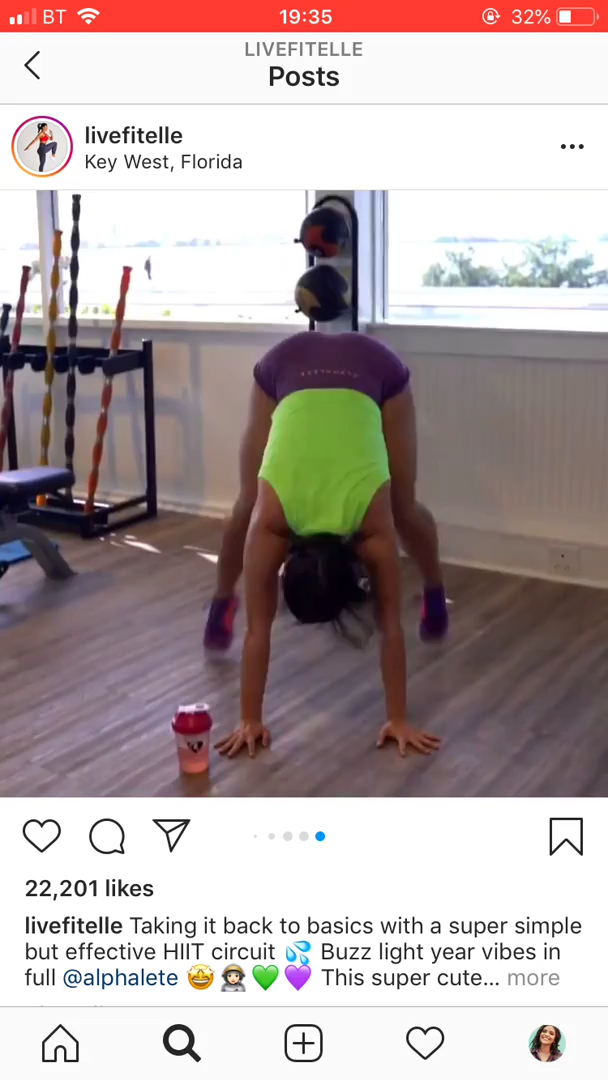 BT 19:35 32%
LIVEFITELLE
Posts
livefitelle
Key West, Florida
22,201 likes
livefitelle Taking it back to basics with a super simple
but effective HIIT circuit 💦 Buzz light year vibes in
full @alphalete 🤩👩🏻‍🚀💚💜 This super cute... more